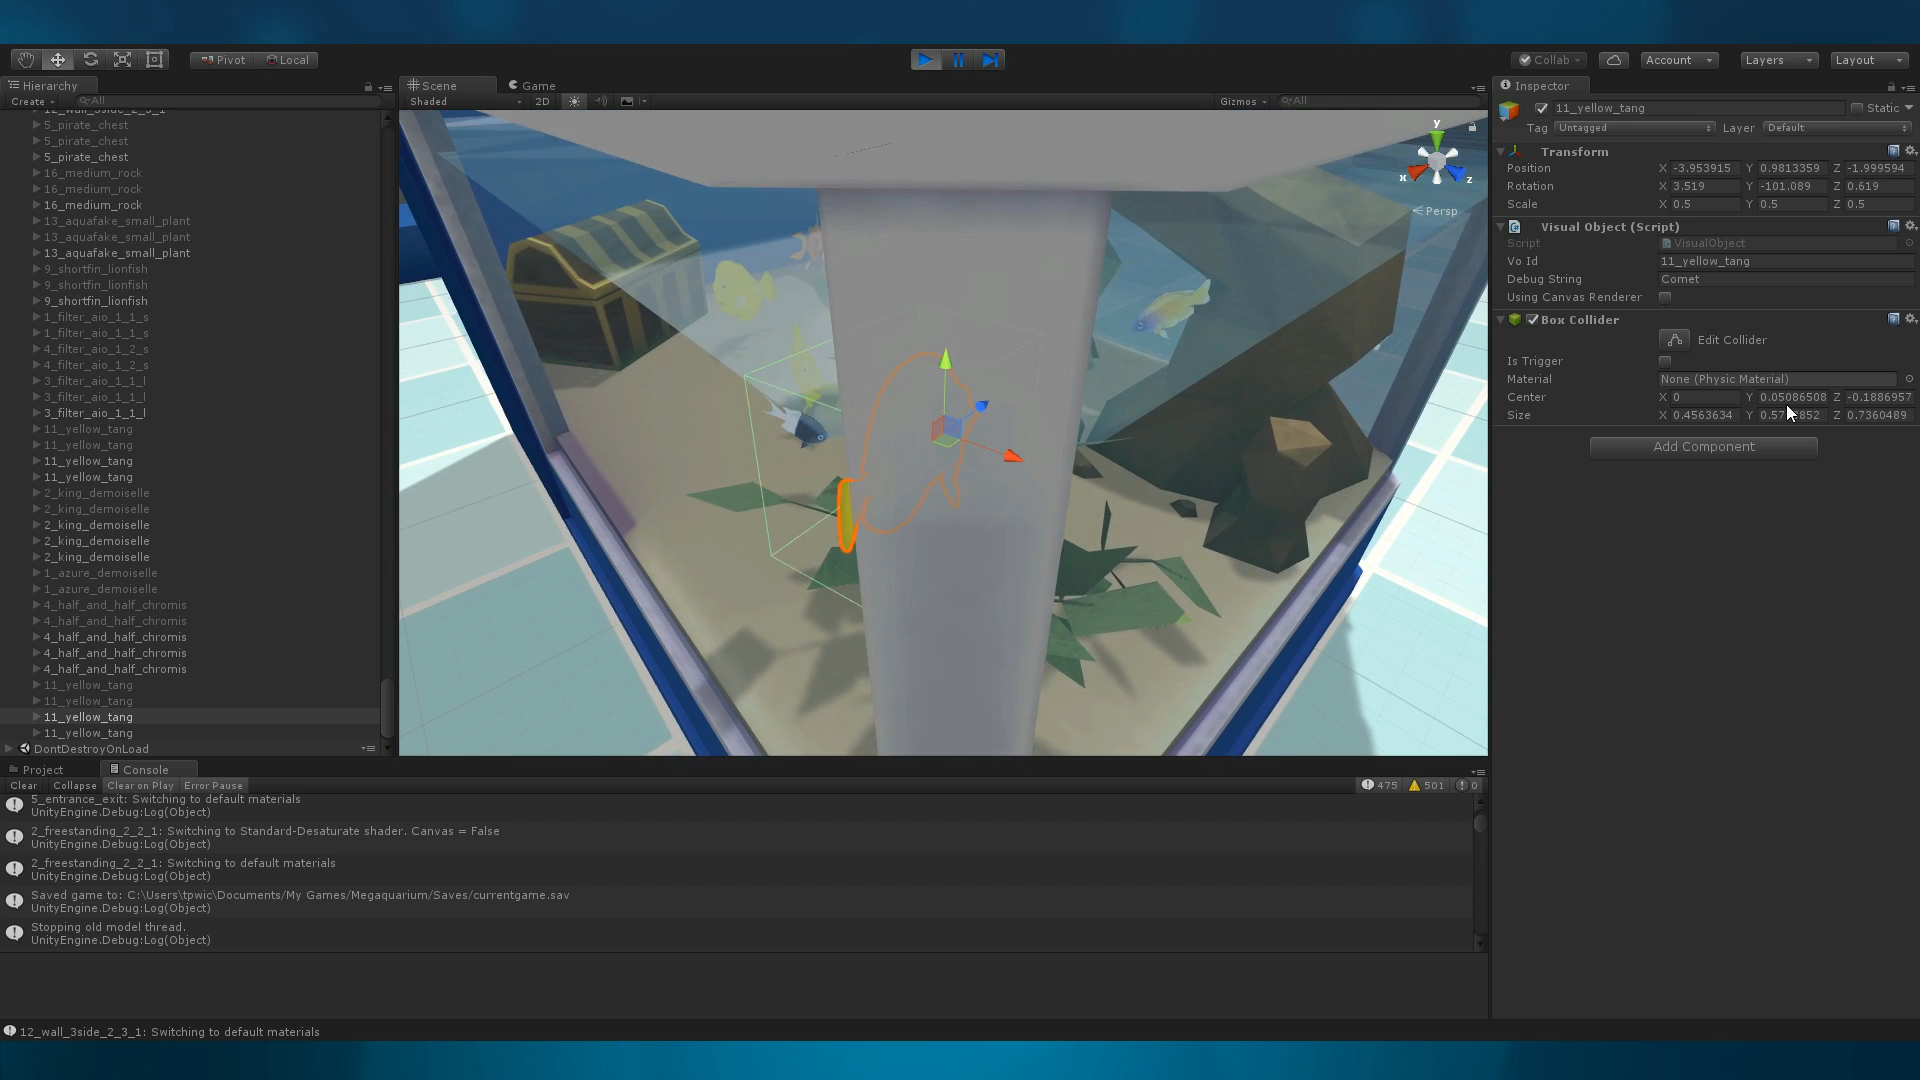 Pivot Local
Collab Account Layers Layout
Hierarchy
Create All
5_pirate_chest
5_pirate_chest
5_pirate_chest
16_medium_rock
16_medium_rock
16_medium_rock
13_aquafake_small_plant
13_aquafake_small_plant
13_aquafake_small_plant
9_shortfin_lionfish
9_shortfin_lionfish
9_shortfin_lionfish
1_filter_aio_1_1_s
1_filter_aio_1_1_s
4_filter_aio_1_2_s
4_filter_aio_1_2_s
3_filter_aio_1_1_l
3_filter_aio_1_1_l
3_filter_aio_1_1_l
11_yellow_tang
11_yellow_tang
11_yellow_tang
11_yellow_tang
2_king_demoiselle
2_king_demoiselle
2_king_demoiselle
2_king_demoiselle
2_king_demoiselle
1_azure_demoiselle
1_azure_demoiselle
4_half_and_half_chromis
4_half_and_half_chromis
4_half_and_half_chromis
4_half_and_half_chromis
4_half_and_half_chromis
11_yellow_tang
11_yellow_tang
11_yellow_tang
11_yellow_tang
DontDestroyOnLoad
Scene Game
Shaded 2D Gizmos All
y
x z
Persp
Inspector
11_yellow_tang Static
Tag Untagged Layer Default
Transform
Position X -3.953915 Y 0.9813359 Z -1.999594
Rotation X 3.519 Y -101.089 Z 0.619
Scale X 0.5 Y 0.5 Z 0.5
Visual Object (Script)
Script VisualObject
Vo Id 11_yellow_tang
Debug String Comet
Using Canvas Renderer
Box Collider
Edit Collider
Is Trigger
Material None (Physic Material)
Center X 0 Y 0.05086508 Z -0.1886957
Size X 0.4563634 Y Z 0.7360489
Add Component
Project Console
Clear Collapse Clear on Play Error Pause 475 501 0
5_entrance_exit: Switching to default materials
UnityEngine.Debug:Log(Object)
2_freestanding_2_2_1: Switching to Standard-Desaturate shader. Canvas = False
UnityEngine.Debug:Log(Object)
2_freestanding_2_2_1: Switching to default materials
UnityEngine.Debug:Log(Object)
Saved game to: C:\Users\tpwic\Documents/My Games/Megaquarium/Saves/currentgame.sav
UnityEngine.Debug:Log(Object)
Stopping old model thread.
UnityEngine.Debug:Log(Object)
12_wall_3side_2_3_1: Switching to default materials